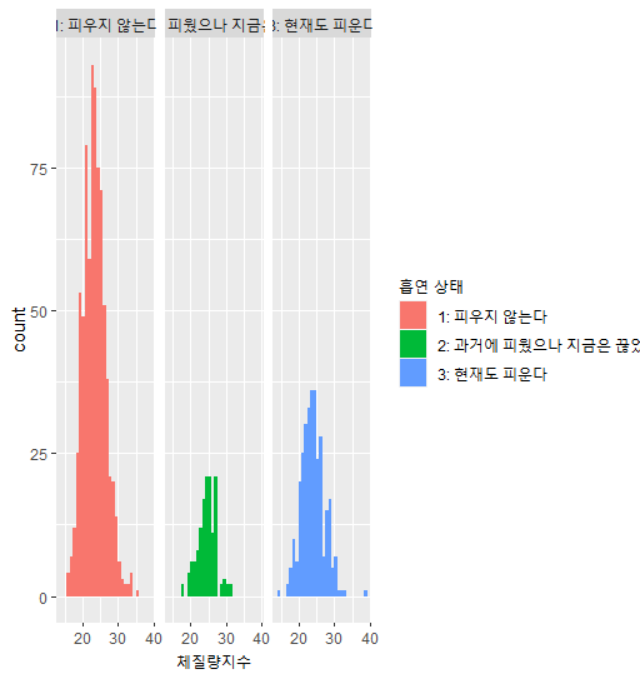 1: 피우지 않는다
피웠으나 지금은
3: 현재도 피운다
75
50
25
0
count
20 30 40
20 30 40
20 30 40
체질량지수
흡연 상태
1: 피우지 않는다
2: 과거에 피웠으나 지금은 끊었
3: 현재도 피운다